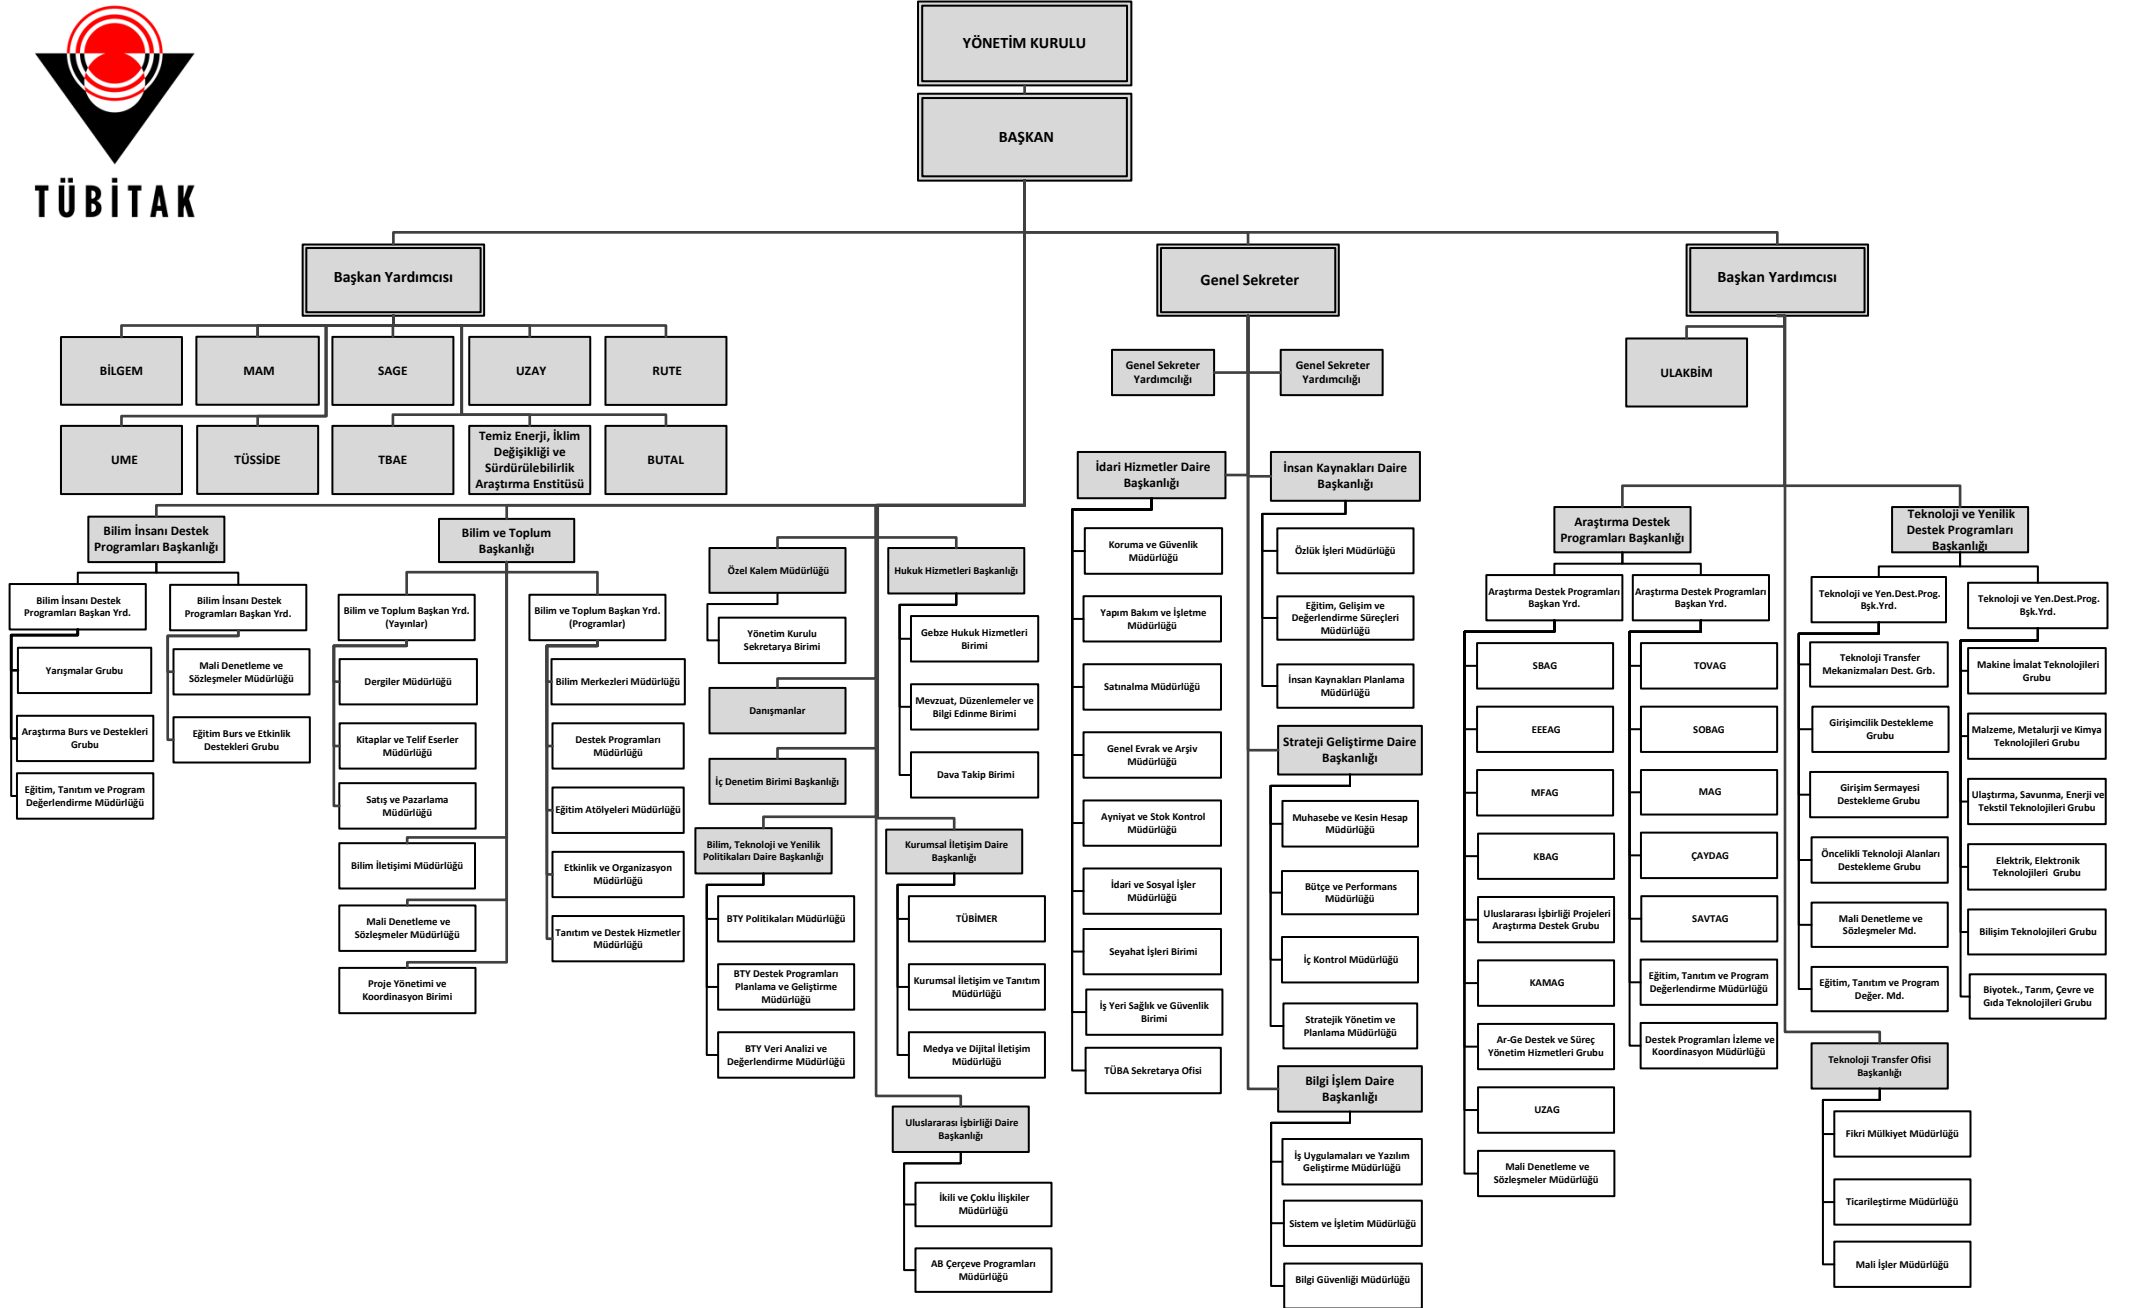 TÜBİTAK
YÖNETİM KURULU
BAŞKAN
Başkan Yardımcısı
BİLGEM
MAM
SAGE
UZAY
RUTE
UME
TÜSSİDE
TBAE
Temiz Enerji, İklim
Değişikliği ve
Sürdürülebilirlik
Araştırma Enstitüsü
BUTAL
Genel Sekreter
Genel Sekreter
Yardımcılığı
Genel Sekreter
Yardımcılığı
Başkan Yardımcısı
ULAKBİM
Bilim İnsanı Destek
Programları Başkanlığı
Bilim İnsanı Destek
Programları Başkan Yrd.
Yarışmalar Grubu
Araştırma Burs ve Destekleri
Grubu
Eğitim, Tanıtım ve Program
Değerlendirme Müdürlüğü
Bilim İnsanı Destek
Programları Başkan Yrd.
Mali Denetleme ve
Sözleşmeler Müdürlüğü
Eğitim Burs ve Etkinlik
Destekleri Grubu
Bilim ve Toplum
Başkanlığı
Bilim ve Toplum Başkan Yrd.
(Yayınlar)
Dergiler Müdürlüğü
Kitaplar ve Telif Eserler
Müdürlüğü
Satış ve Pazarlama
Müdürlüğü
Bilim İletişimi Müdürlüğü
Mali Denetleme ve
Sözleşmeler Müdürlüğü
Proje Yönetimi ve
Koordinasyon Birimi
Bilim ve Toplum Başkan Yrd.
(Programlar)
Bilim Merkezleri Müdürlüğü
Destek Programları
Müdürlüğü
Eğitim Atölyeleri Müdürlüğü
Etkinlik ve Organizasyon
Müdürlüğü
Tanıtım ve Destek Hizmetler
Müdürlüğü
Özel Kalem Müdürlüğü
Yönetim Kurulu
Sekretarya Birimi
Danışmanlar
İç Denetim Birimi Başkanlığı
Bilim, Teknoloji ve Yenilik
Politikaları Daire Başkanlığı
BTY Politikaları Müdürlüğü
BTY Destek Programları
Planlama ve Geliştirme
Müdürlüğü
BTY Veri Analizi ve
Değerlendirme Müdürlüğü
Hukuk Hizmetleri Başkanlığı
Gebze Hukuk Hizmetleri
Birimi
Mevzuat, Düzenlemeler ve
Bilgi Edinme Birimi
Dava Takip Birimi
Kurumsal İletişim Daire
Başkanlığı
TÜBİMER
Kurumsal İletişim ve Tanıtım
Müdürlüğü
Medya ve Dijital İletişim
Müdürlüğü
Uluslararası İşbirliği Daire
Başkanlığı
İkili ve Çoklu İlişkiler
Müdürlüğü
AB Çerçeve Programları
Müdürlüğü
İdari Hizmetler Daire
Başkanlığı
Koruma ve Güvenlik
Müdürlüğü
Yapım Bakım ve İşletme
Müdürlüğü
Satınalma Müdürlüğü
Genel Evrak ve Arşiv
Müdürlüğü
Ayniyat ve Stok Kontrol
Müdürlüğü
İdari ve Sosyal İşler
Müdürlüğü
Seyahat İşleri Birimi
İş Yeri Sağlık ve Güvenlik
Birimi
TÜBA Sekretarya Ofisi
İnsan Kaynakları Daire
Başkanlığı
Özlük İşleri Müdürlüğü
Eğitim, Gelişim ve
Değerlendirme Süreçleri
Müdürlüğü
İnsan Kaynakları Planlama
Müdürlüğü
Strateji Geliştirme Daire
Başkanlığı
Muhasebe ve Kesin Hesap
Müdürlüğü
Bütçe ve Performans
Müdürlüğü
İç Kontrol Müdürlüğü
Stratejik Yönetim ve
Planlama Müdürlüğü
Bilgi İşlem Daire
Başkanlığı
İş Uygulamaları ve Yazılım
Geliştirme Müdürlüğü
Sistem ve İşletim Müdürlüğü
Bilgi Güvenliği Müdürlüğü
Araştırma Destek
Programları Başkanlığı
Araştırma Destek Programları
Başkan Yrd.
SBAG
EEEAG
MFAG
KBAG
Uluslararası İşbirliği Projeleri
Araştırma Destek Grubu
KAMAG
Ar-Ge Destek ve Süreç
Yönetim Hizmetleri Grubu
UZAG
Mali Denetleme ve
Sözleşmeler Müdürlüğü
Araştırma Destek Programları
Başkan Yrd.
TOVAG
SOBAG
MAG
ÇAYDAG
SAVTAG
Eğitim, Tanıtım ve Program
Değerlendirme Müdürlüğü
Destek Programları İzleme ve
Koordinasyon Müdürlüğü
Teknoloji ve Yenilik
Destek Programları
Başkanlığı
Teknoloji ve Yen.Dest.Prog.
Bşk.Yrd.
Teknoloji Transfer
Mekanizmaları Dest. Grb.
Girişimcilik Destekleme
Grubu
Girişim Sermayesi
Destekleme Grubu
Öncelikli Teknoloji Alanları
Destekleme Grubu
Mali Denetleme ve
Sözleşmeler Md.
Eğitim, Tanıtım ve Program
Değer. Md.
Teknoloji ve Yen.Dest.Prog.
Bşk.Yrd.
Makine İmalat Teknolojileri
Grubu
Malzeme, Metalurji ve Kimya
Teknolojileri Grubu
Ulaştırma, Savunma, Enerji ve
Tekstil Teknolojileri Grubu
Elektrik, Elektronik
Teknolojileri Grubu
Bilişim Teknolojileri Grubu
Biyotek., Tarım, Çevre ve
Gıda Teknolojileri Grubu
Teknoloji Transfer Ofisi
Başkanlığı
Fikri Mülkiyet Müdürlüğü
Ticarileştirme Müdürlüğü
Mali İşler Müdürlüğü